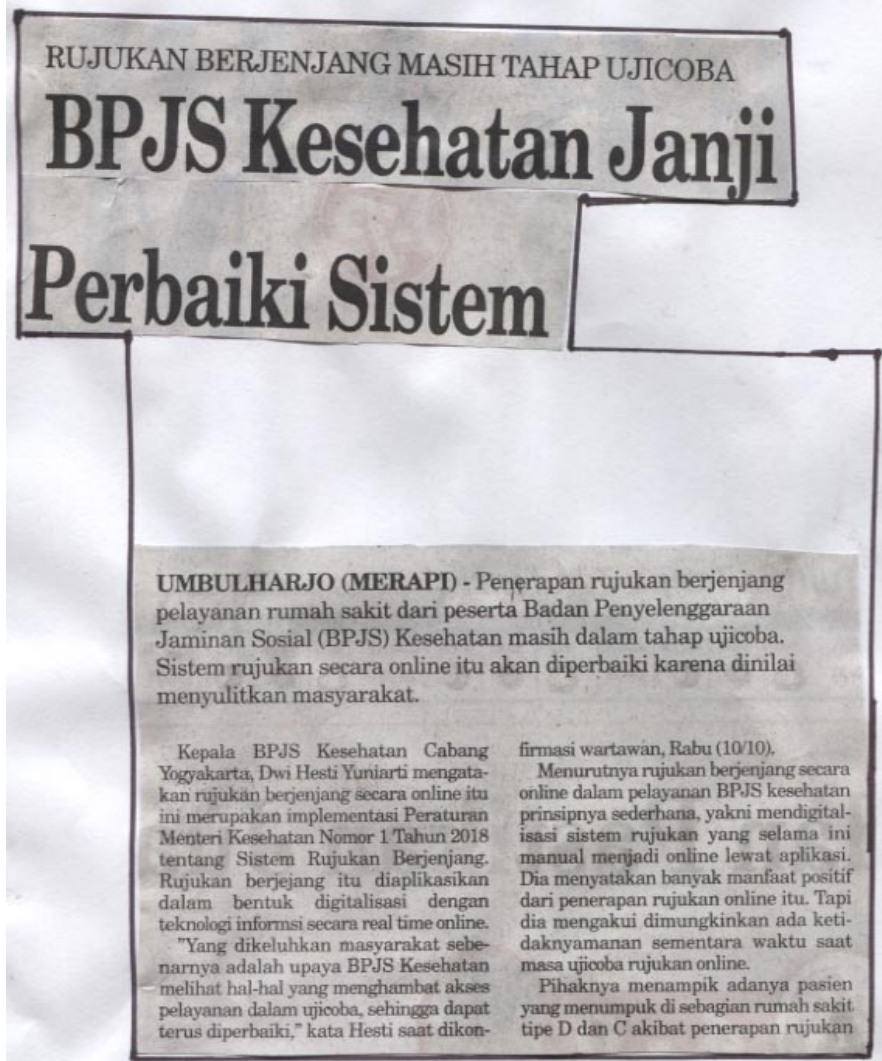 RUJUKAN BERJENJANG MASIH TAHAP UJICOBA
BPJS Kesehatan Janji
Perbaiki Sistem
UMBULHARJO (MERAPI) - Penerapan rujukan berjenjang
pelayanan rumah sakit dari peserta Badan Penyelenggaraan
Jaminan Sosial (BPJS) Kesehatan masih dalam tahap ujicoba.
Sistem rujukan secara online itu akan diperbaiki karena dinilai
menyulitkan masyarakat.
Kepala BPJS Kesehatan Cabang
Yogyakarta, Dwi Hesti Yuniarti mengata-
kan rujukan berjenjang secara online itu
ini merupakan implementasi Peraturan
Menteri Kesehatan Nomor 1 Tahun 2018
tentang Sistem Rujukan Berjenjang.
Rujukan berjejang itu diaplikasikan
dalam bentuk digitalisasi dengan
teknologi informsi secara real time online.
"Yang dikeluhkan masyarakat sebe-
narnya adalah upaya BPJS Kesehatan
melihat hal-hal yang menghambat akses
pelayanan dalam ujicoba, sehingga dapat
terus diperbaiki," kata Hesti saat dikon-
firmasi wartawan, Rabu (10/10).
Menurutnya rujukan berjenjang secara
online dalam pelayanan BPJS kesehatan
prinsipnya sederhana, yakni mendigital-
isasi sistem rujukan yang selama ini
manual menjadi online lewat aplikasi.
Dia menyatakan banyak manfaat positif
dari penerapan rujukan online itu. Tapi
dia mengakui dimungkinkan ada keti-
daknyamanan sementara waktu saat
masa ujicoba rujukan online.
Pihaknya menampik adanya pasien
yang menumpuk di sebagian rumah sakit
tipe D dan C akibat penerapan rujukan